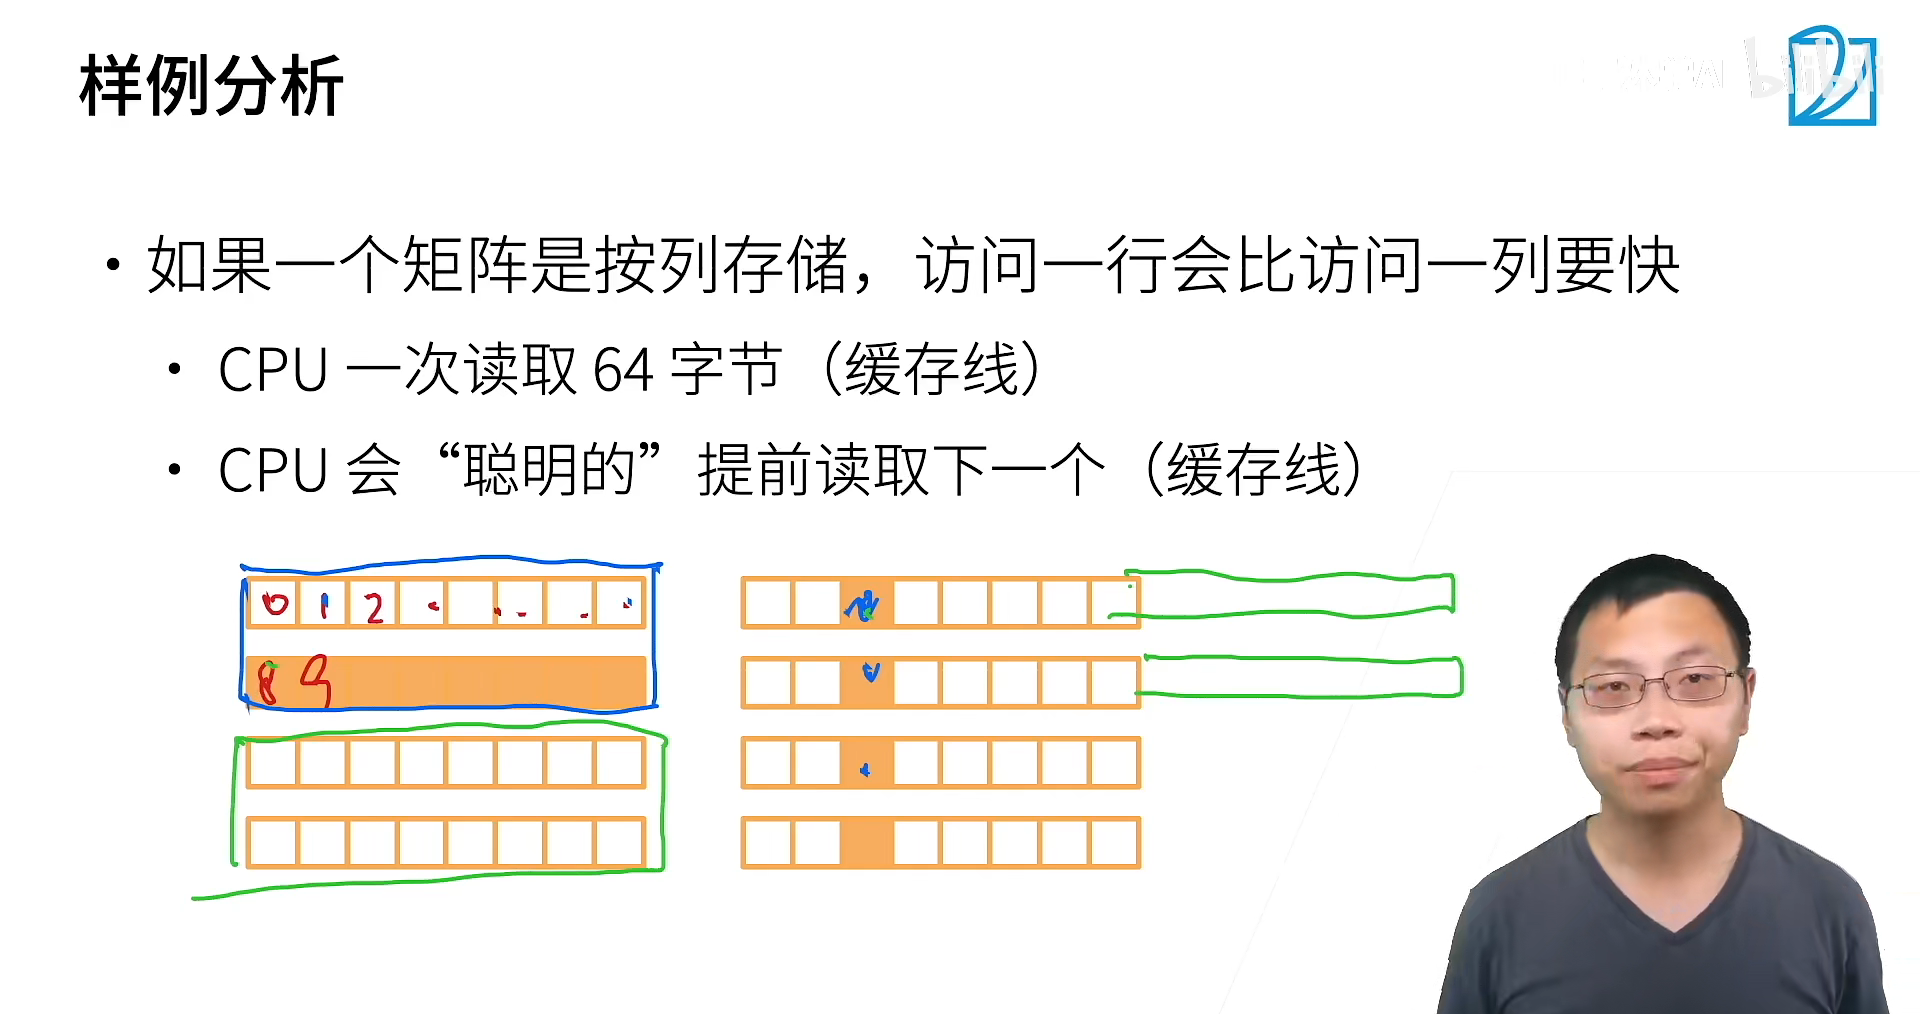 样例分析
bilibili
• 如果一个矩阵是按列存储，访问一行会比访问一列要快
• CPU 一次读取 64 字节（缓存线）
• CPU 会“聪明的”提前读取下一个（缓存线）
0 1 2
8 9